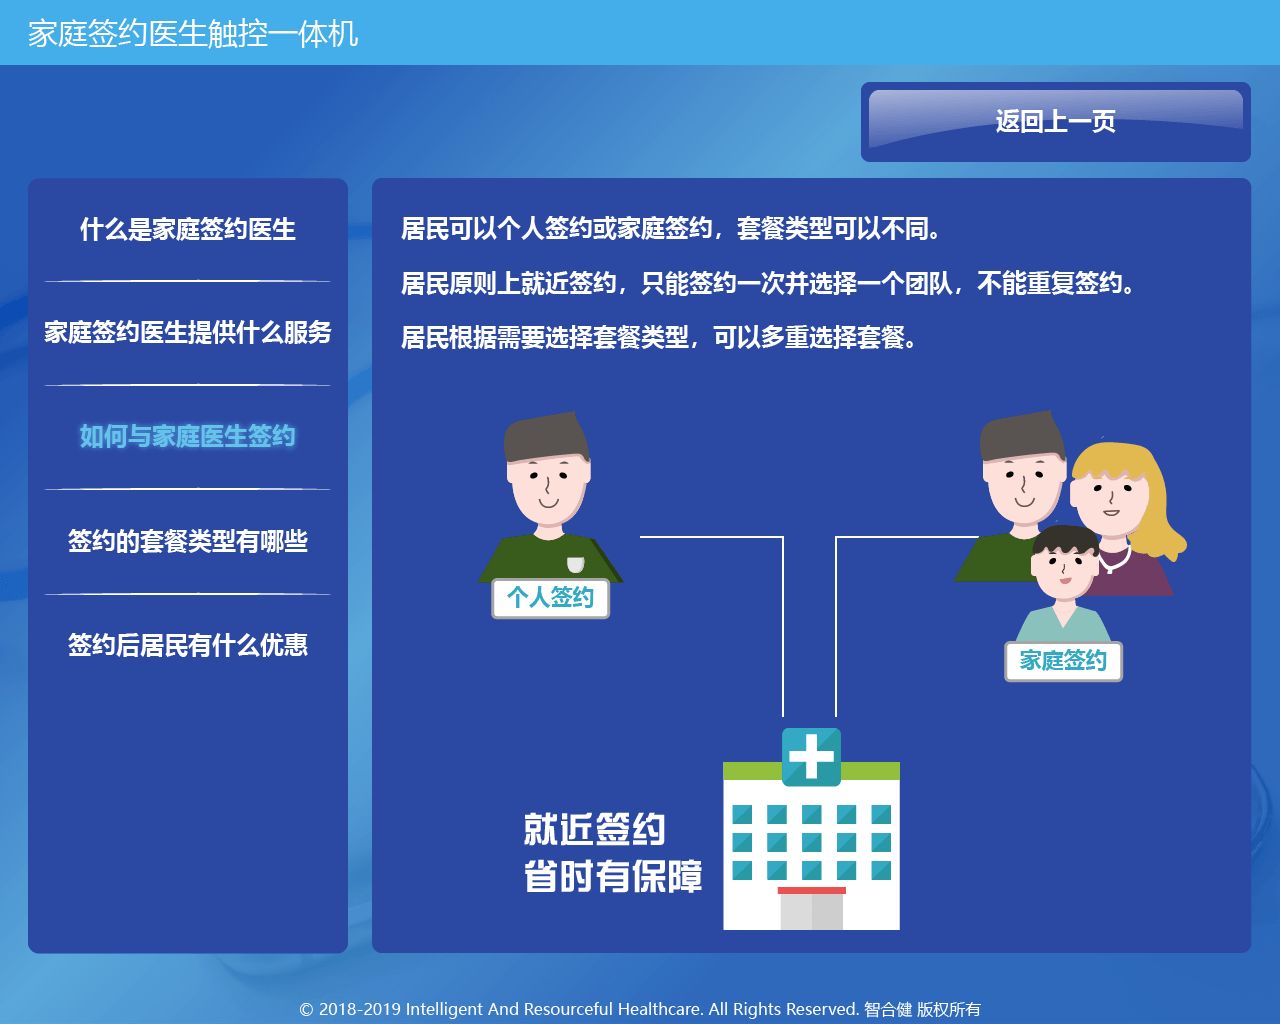 家庭签约医生触控一体机
返回上一页
什么是家庭签约医生
家庭签约医生提供什么服务
如何与家庭医生签约
签约的套餐类型有哪些
签约后居民有什么优惠
居民可以个人签约或家庭签约，套餐类型可以不同。
居民原则上就近签约，只能签约一次并选择一个团队，不能重复签约。
居民根据需要选择套餐类型，可以多重选择套餐。
个人签约
家庭签约
就近签约
省时有保障
© 2018-2019 Intelligent And Resourceful Healthcare. All Rights Reserved. 智合健 版权所有